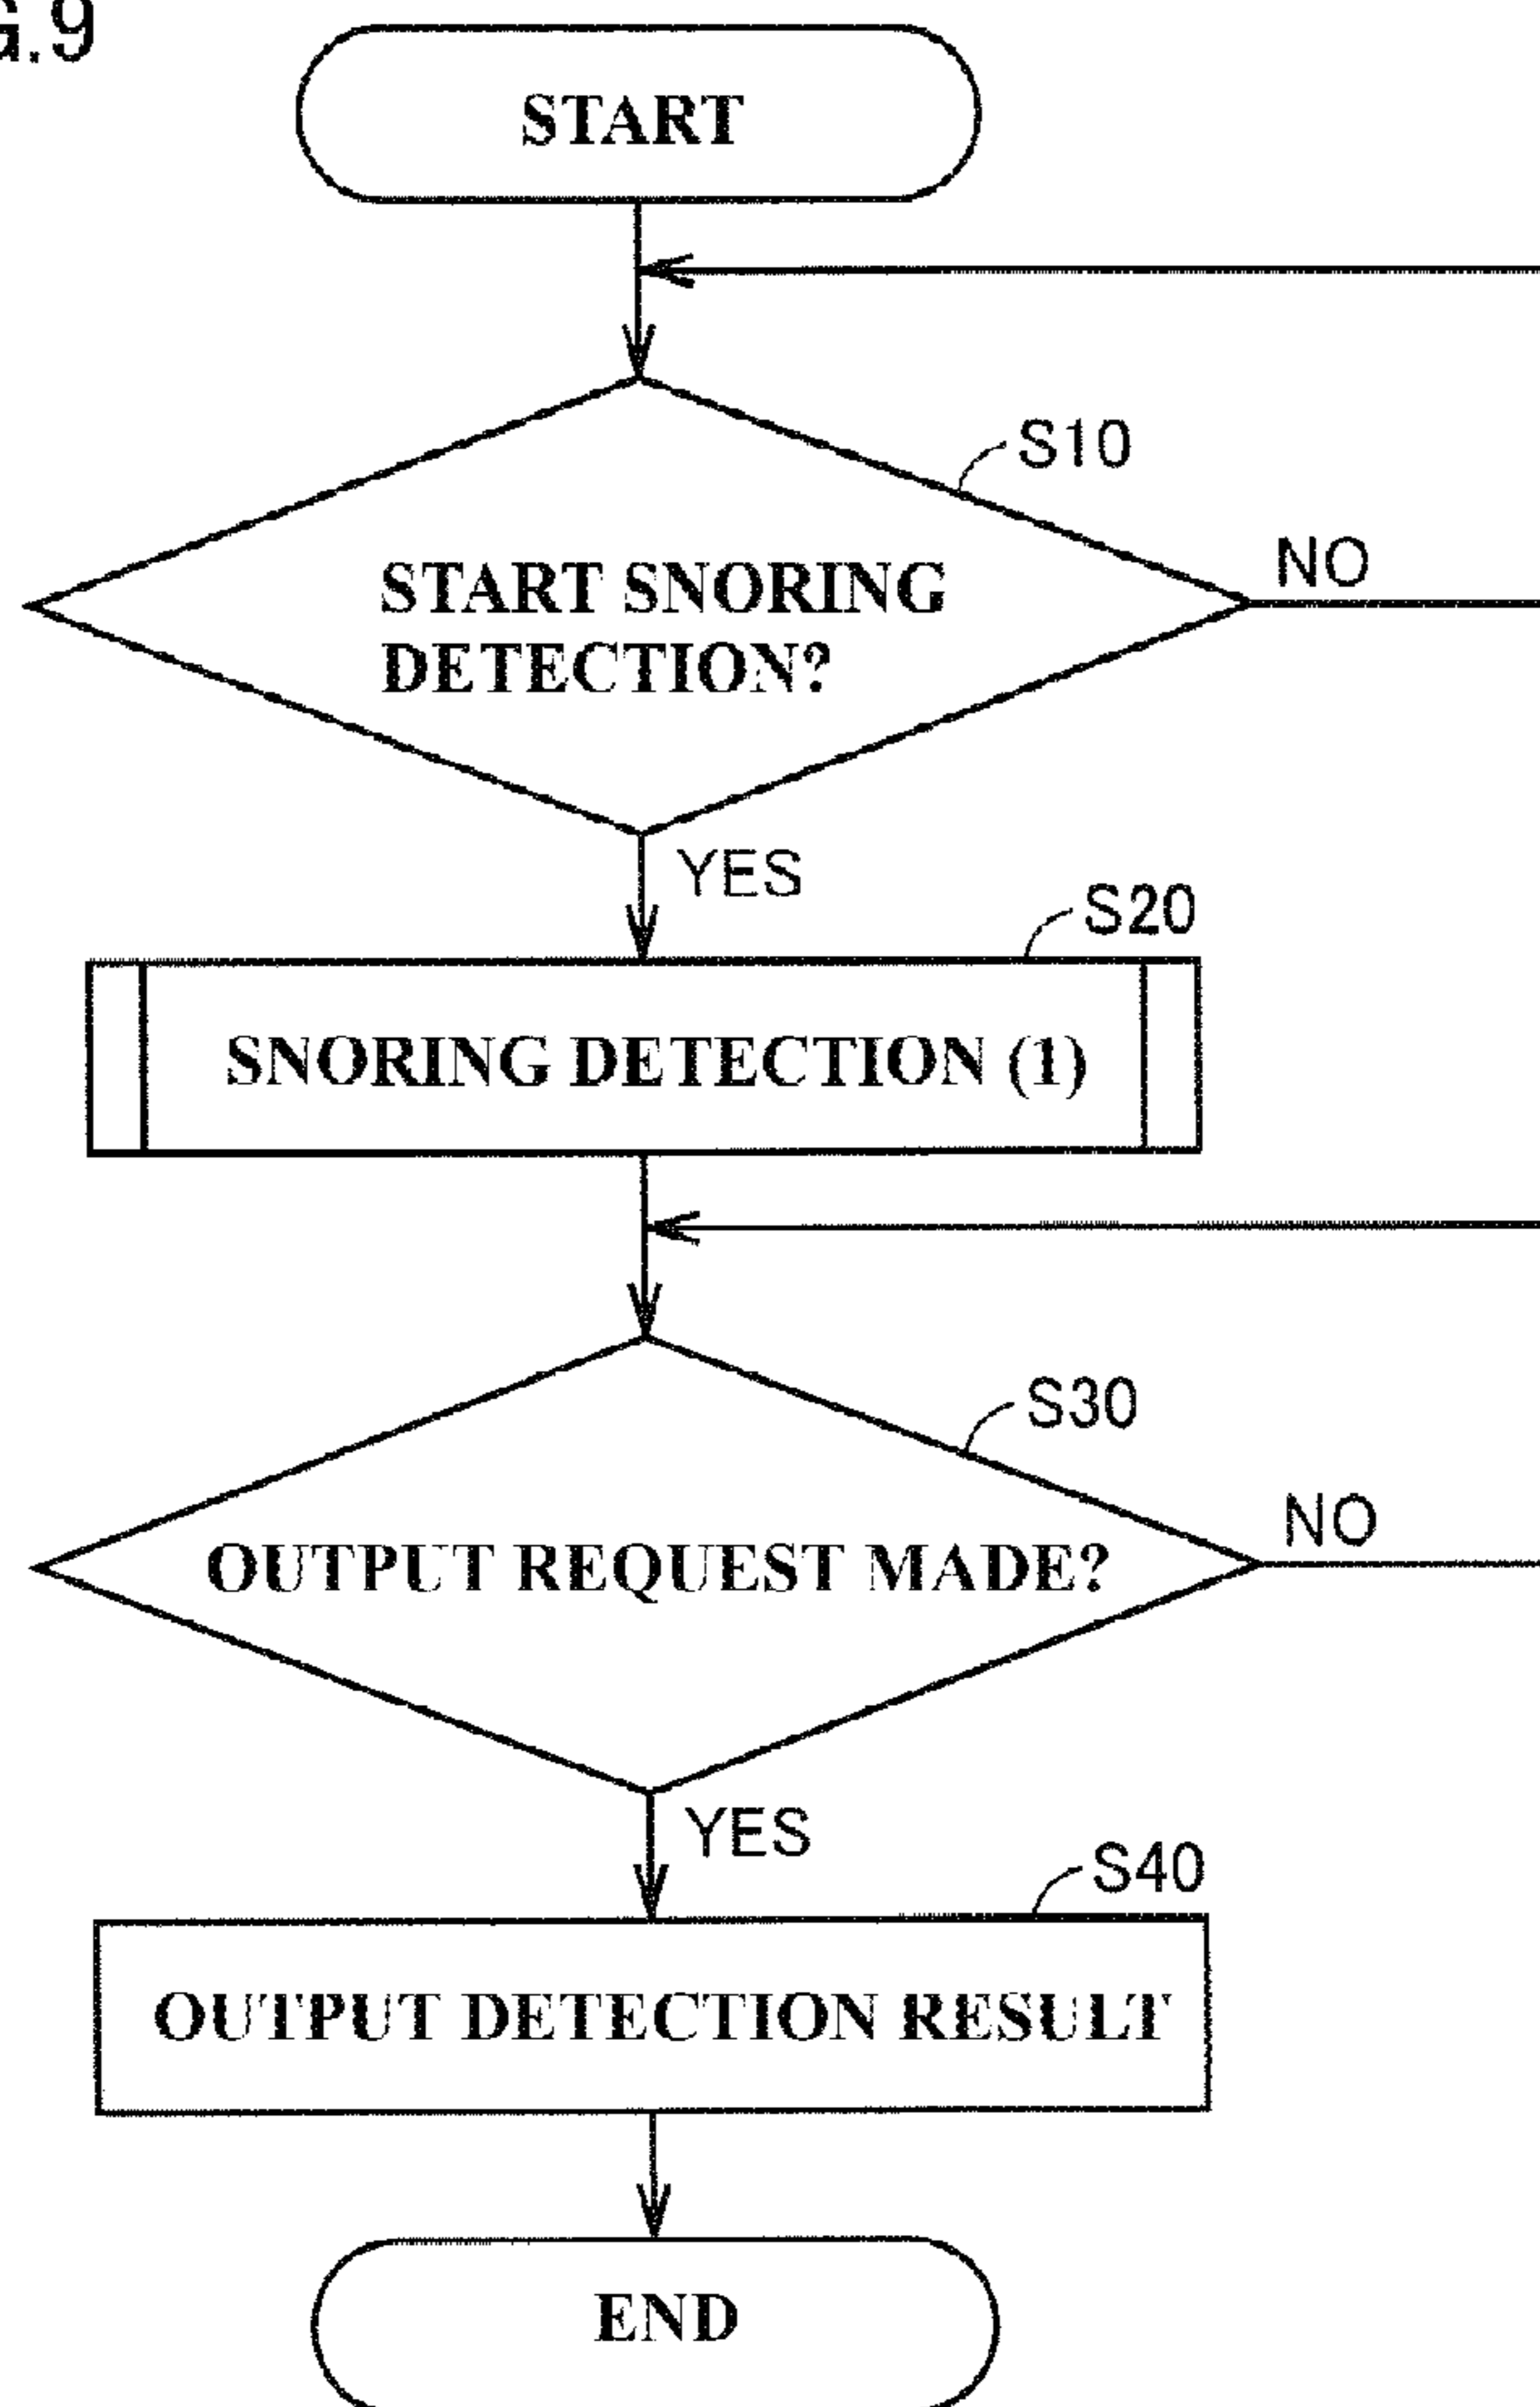 G.9
START
S10
START SNORING
DETECTION?
NO
YES
S20
SNORING DETECTION (1)
S30
OUTPUT REQUEST MADE?
NO
YES
S40
OUTPUT DETECTION RESULT
END